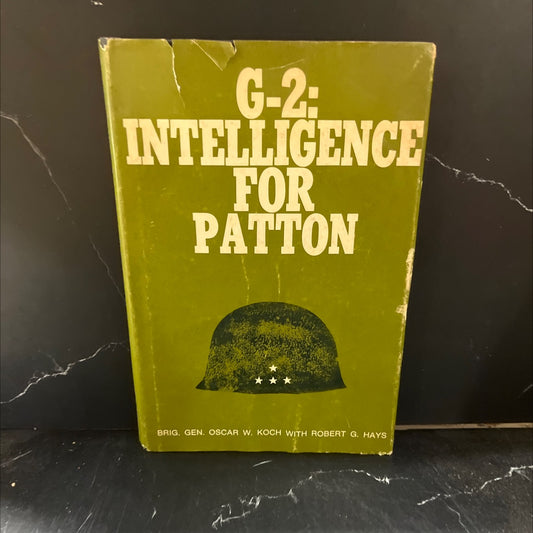 G-2:
INTELLIGENCE
FOR
PATTON
BRIG. GEN. OSCAR W. KOCH WITH ROBERT G. HAYS